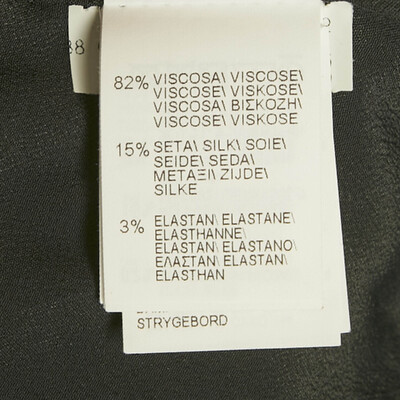 38
82% VISCOSA\ VISCOSE\
VISCOSE\ VISKOSE\
VISCOSA\ ΒΙΣΚΟΖΗ\
VISCOSE\ VISKOSE
15% SETA\ SILK\ SOIE\
SEIDE\ SEDA\
ΜΕΤΑΞΙ\ ZIJDE\
SILKE
3% ELASTAN\ ELASTANE\
ELASTHANNE\
ELASTAN\ ELASTANO\
ΕΛΑΣΤΑΝ\ ELASTAN\
ELASTHAN
STRYGEBORD